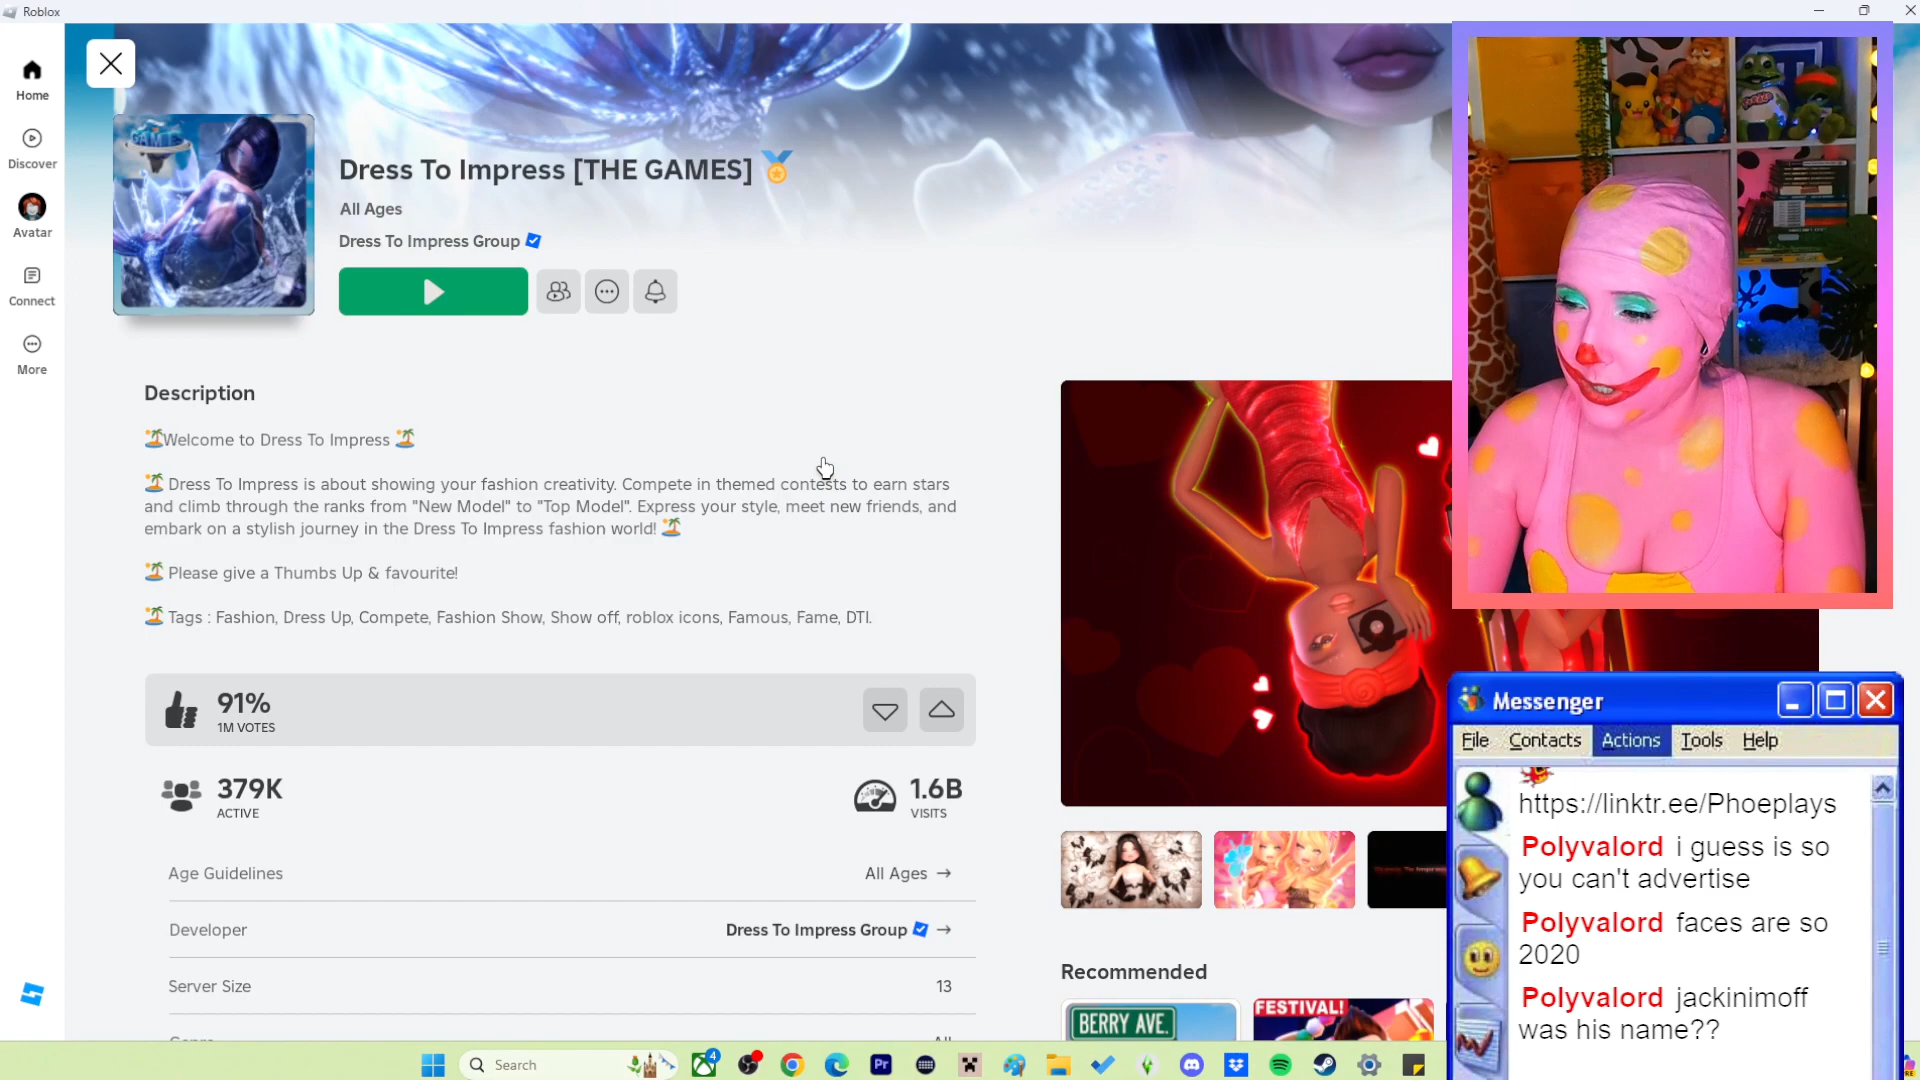 Roblox
Home
Discover
Avatar
Connect
More
Dress To Impress [THE GAMES]
All Ages
Dress To Impress Group
Description
Welcome to Dress To Impress
Dress To Impress is about showing your fashion creativity. Compete in themed contests to earn stars
and climb through the ranks from "New Model" to "Top Model". Express your style, meet new friends, and
embark on a stylish journey in the Dress To Impress fashion world!
Please give a Thumbs Up & favourite!
Tags : Fashion, Dress Up, Compete, Fashion Show, Show off, roblox icons, Famous, Fame, DTI.
91%
1M VOTES
379K
ACTIVE
1.6B
VISITS
Age Guidelines
All Ages
Developer
Dress To Impress Group
Server Size
13
Recommended
BERRY AVE.
FESTIVAL!
Messenger
File Contacts Actions Tools Help
https://linktr.ee/Phoeplays
Polyvalord i guess is so
you can't advertise
Polyvalord faces are so
2020
Polyvalord jackinimoff
was his name??
Search
4
Pr